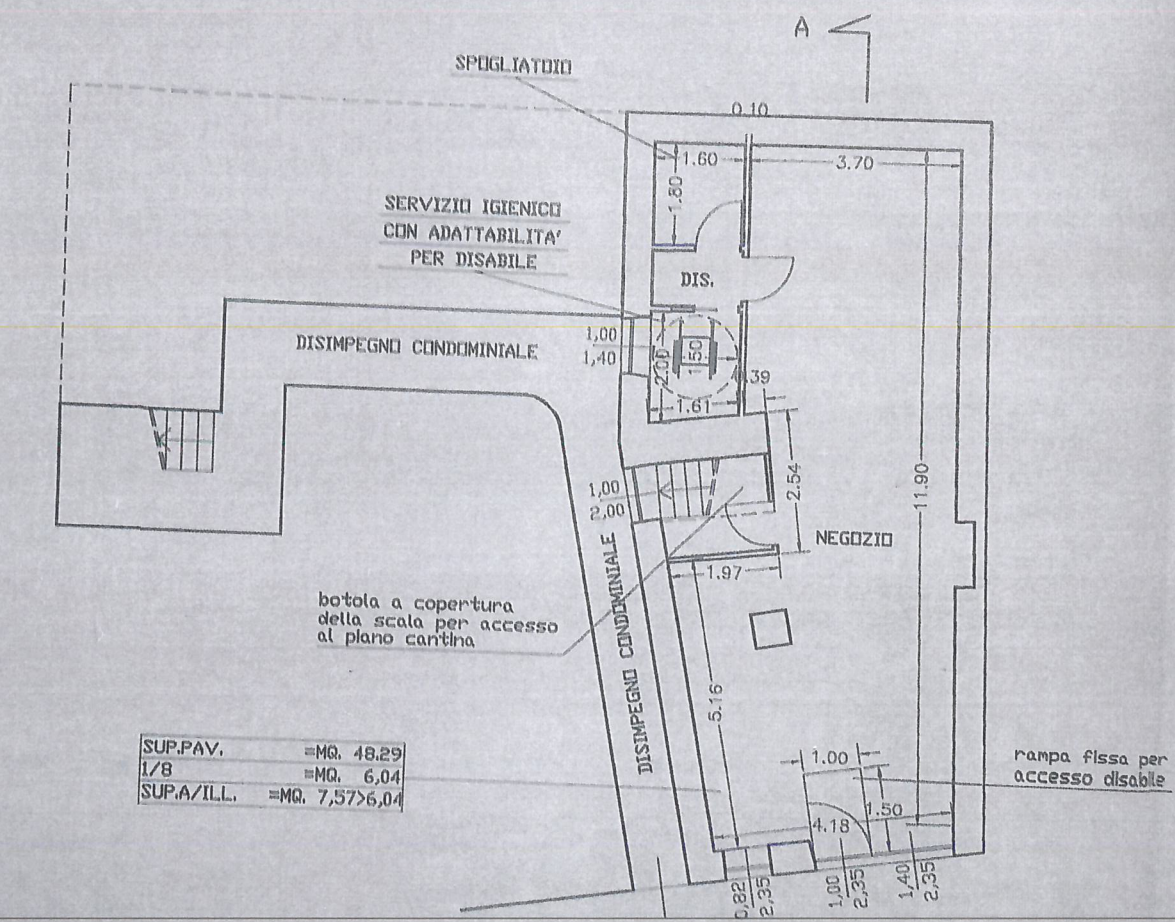 A
SPOGLIATOIO
0.10
1.60
3.70
1.80
SERVIZIO IGIENICO
CON ADATTABILITA'
PER DISABILE
DIS.
DISIMPEGNO CONDOMINIALE
1,00
1,40
2.00
1.50
.39
1.61
2.54
11.90
1,00
2,00
NEGOZIO
1.97
botola a copertura
della scala per accesso
al piano cantina
DISIMPEGNO CONDOMINIALE
5.16
SUP.PAV. =MQ. 48.29
1/8 =MQ. 6,04
SUP.A/ILL. =MQ. 7,57>6,04
1.00
rampa fissa per
accesso disabile
1.50
4.18
0,82
2,35
1,00
2,35
1,40
2,35